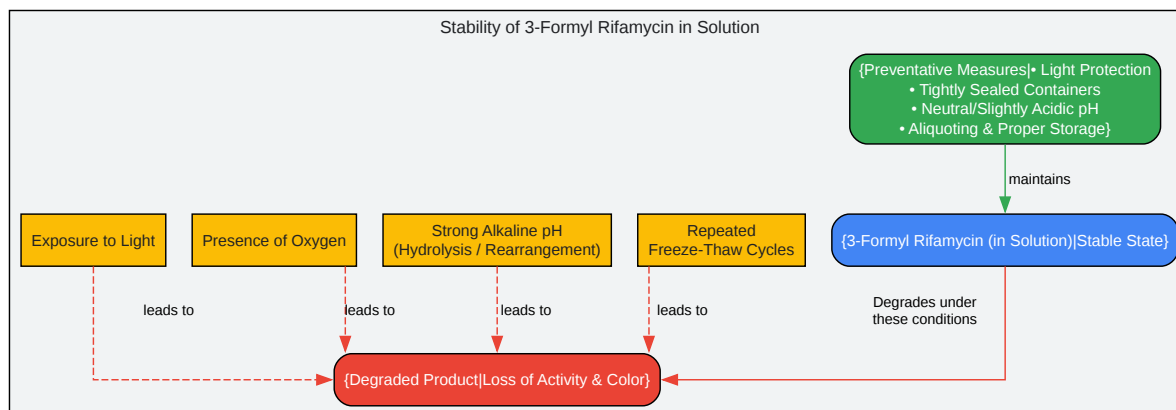 Stability of 3-Formyl Rifamycin in Solution
{Preventative Measures|• Light Protection
• Tightly Sealed Containers
• Neutral/Slightly Acidic pH
• Aliquoting & Proper Storage}
maintains
Exposure to Light
Presence of Oxygen
Strong Alkaline pH
(Hydrolysis / Rearrangement)
Repeated
Freeze-Thaw Cycles
{3-Formyl Rifamycin (in Solution)|Stable State}
leads to
leads to
leads to
leads to
Degrades under
these conditions
{Degraded Product|Loss of Activity & Color}